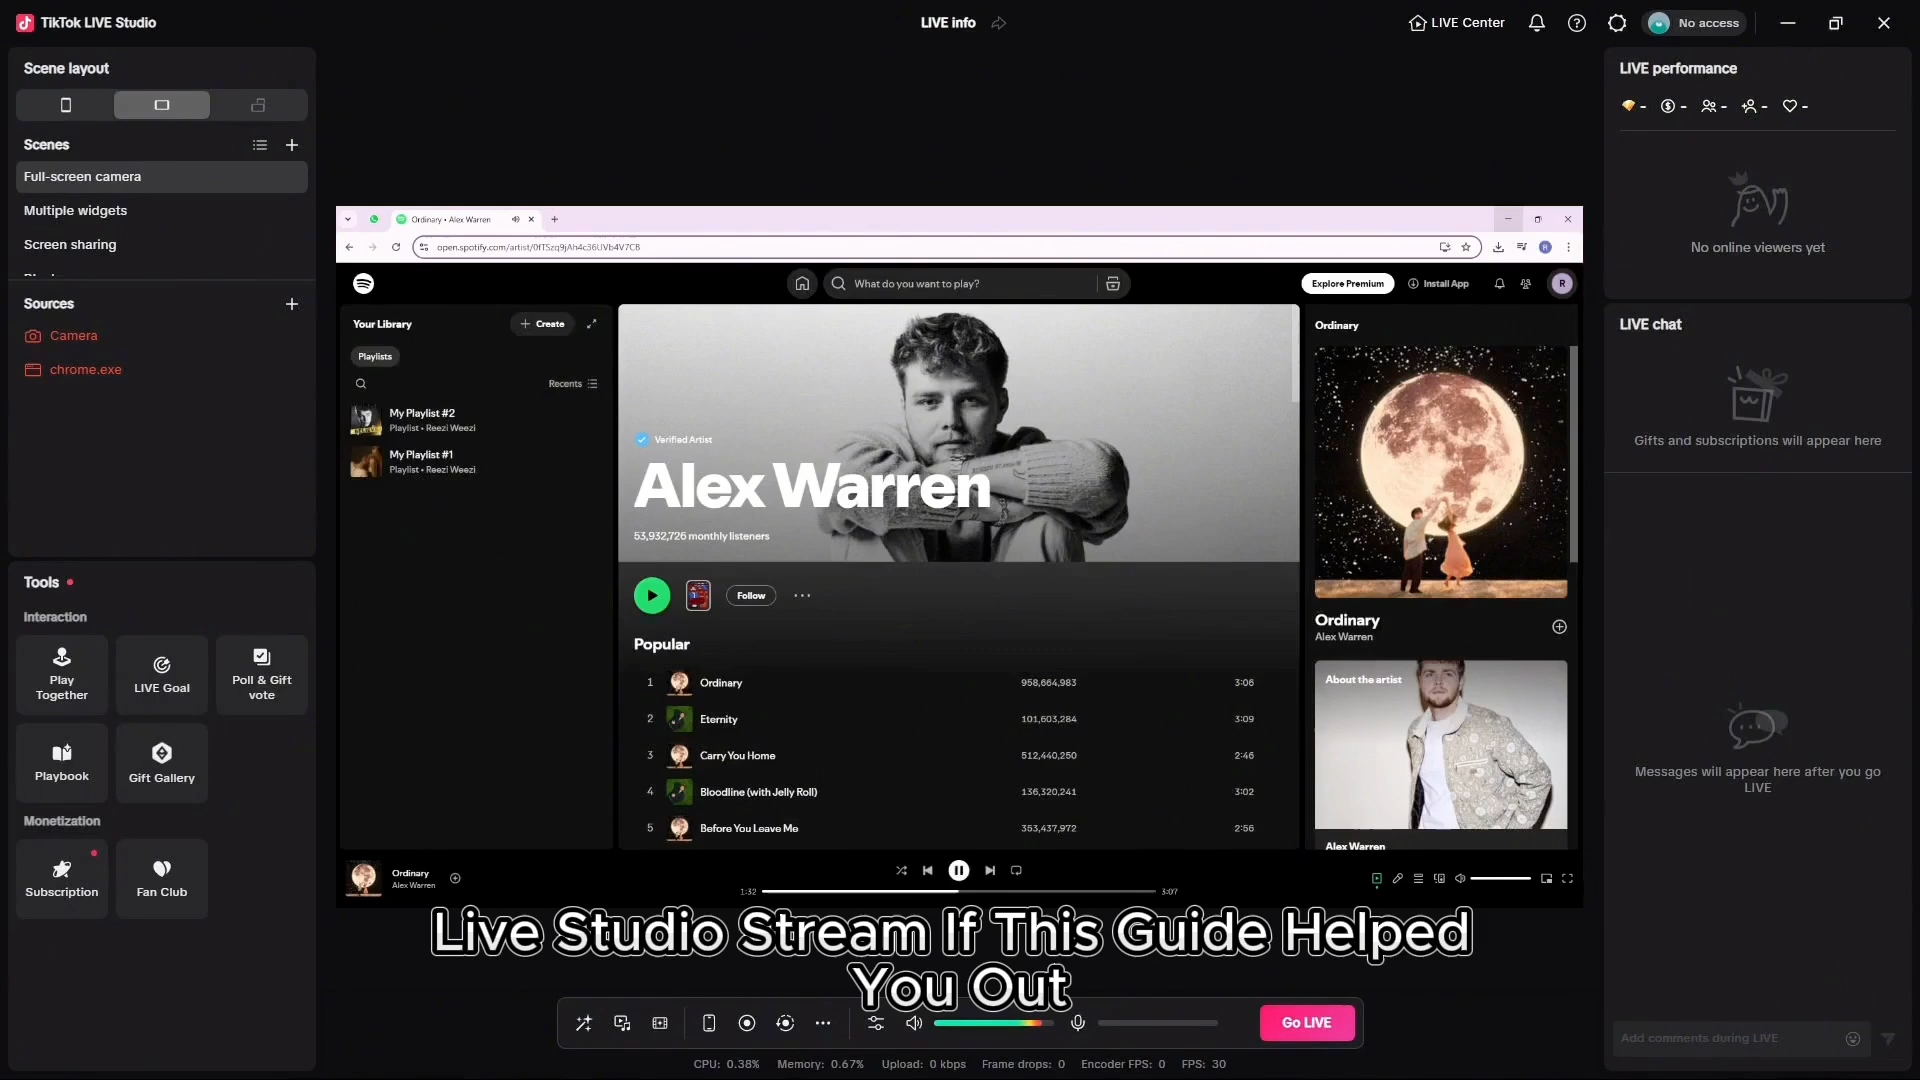 TikTok LIVE Studio
LIVE info
LIVE Center
No access
Scene layout
Scenes
Full-screen camera
Multiple widgets
Screen sharing
Sources
Camera
chrome.exe
Tools
Interaction
Play Together
LIVE Goal
Poll & Gift vote
Playbook
Gift Gallery
Monetization
Subscription
Fan Club
Ordinary • Alex Warren
open.spotify.com/artist/0fTSzq9jAh4c36UVb4V7CB
What do you want to play?
Explore Premium
Install App
R
Your Library
Create
Playlists
Recents
My Playlist #2
Playlist • Reezi Weezi
My Playlist #1
Playlist • Reezi Weezi
Verified Artist
Alex Warren
53,932,726 monthly listeners
Follow
Popular
1 Ordinary 958,664,983 3:06
2 Eternity 101,603,284 3:09
3 Carry You Home 512,440,250 2:46
4 Bloodline (with Jelly Roll) 136,320,241 3:02
5 Before You Leave Me 353,437,972 2:56
Ordinary
Ordinary
Alex Warren
About the artist
Alex Warren
Ordinary
Alex Warren
1:32
3:07
Live Studio Stream If This Guide Helped
You Out
Go LIVE
CPU: 0.38% Memory: 0.67% Upload: 0 kbps Frame drops: 0 Encoder FPS: 0 FPS: 30
LIVE performance
- - - - -
No online viewers yet
LIVE chat
Gifts and subscriptions will appear here
Messages will appear here after you go
LIVE
Add comments during LIVE